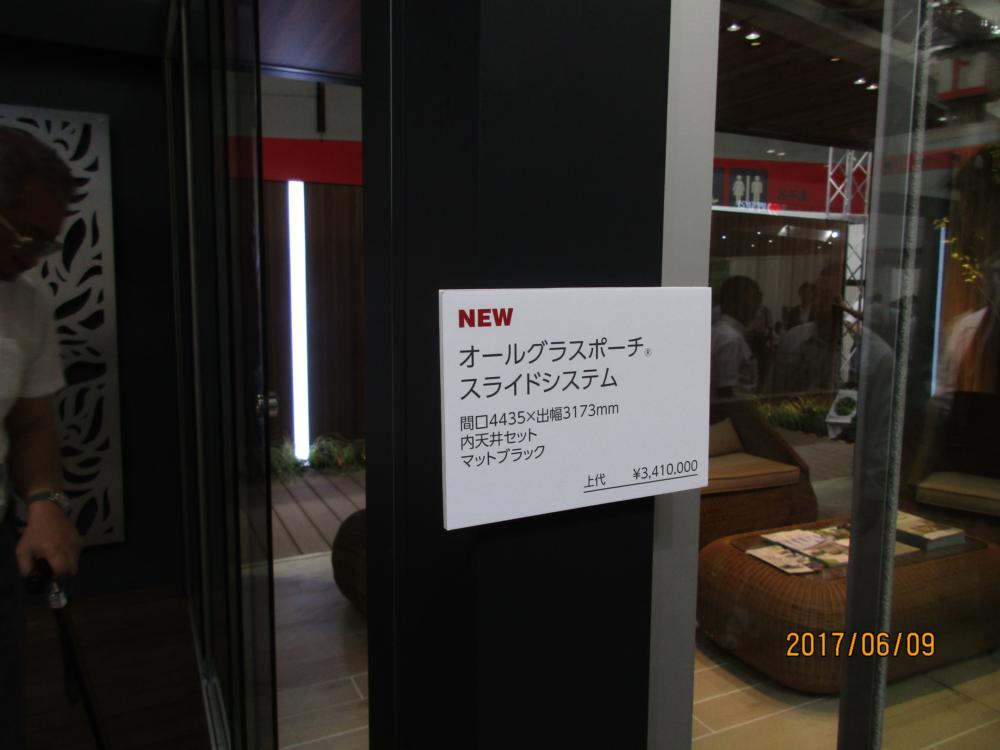 NEW
オールグラスポーチ®
スライドシステム
間口4435×出幅3173mm
内天井セット
マットブラック
上代 ¥3,410,000
2017/06/09